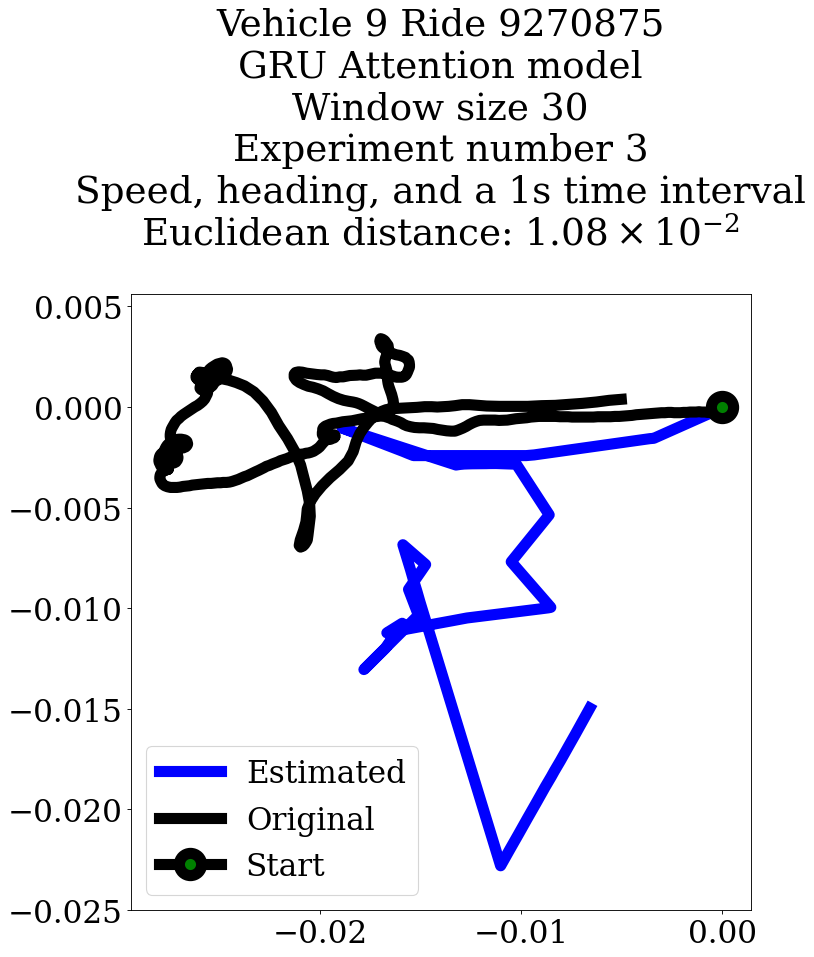 Vehicle 9 Ride 9270875
GRU Attention model
Window size 30
Experiment number 3
Speed, heading, and a 1s time interval
Euclidean distance: 1.08 × 10⁻²
0.005
0.000
−0.005
−0.010
−0.015
−0.020
−0.025
Estimated
Original
Start
−0.02
−0.01
0.00